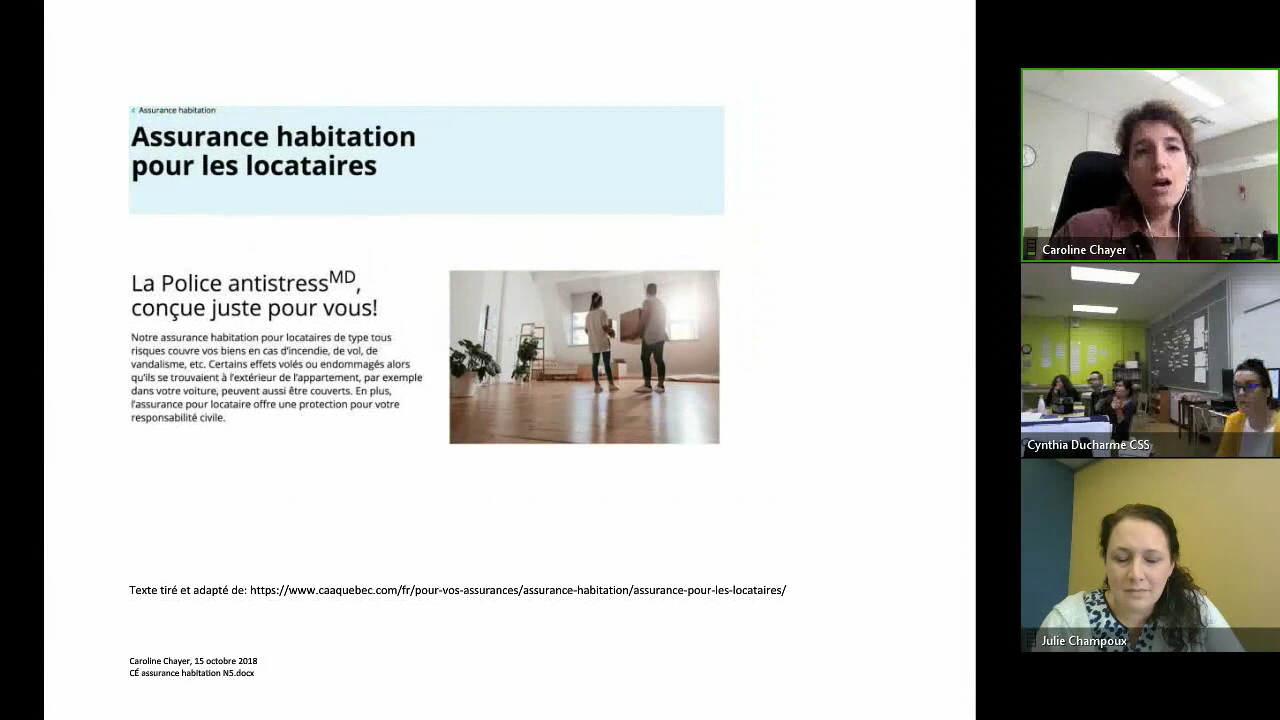 < Assurance habitation
Assurance habitation
pour les locataires
La Police antistressMD,
conçue juste pour vous!
Notre assurance habitation pour locataires de type tous
risques couvre vos biens en cas d'incendie, de vol, de
vandalisme, etc. Certains effets volés ou endommagés alors
qu'ils se trouvaient à l'extérieur de l'appartement, par exemple
dans votre voiture, peuvent aussi être couverts. En plus,
l'assurance pour locataire offre une protection pour votre
responsabilité civile.
Texte tiré et adapté de: https://www.caaquebec.com/fr/pour-vos-assurances/assurance-habitation/assurance-pour-les-locataires/
Caroline Chayer, 15 octobre 2018
CÉ assurance habitation N5.docx
Caroline Chayer
Cynthia Ducharme CSS
Julie Champoux